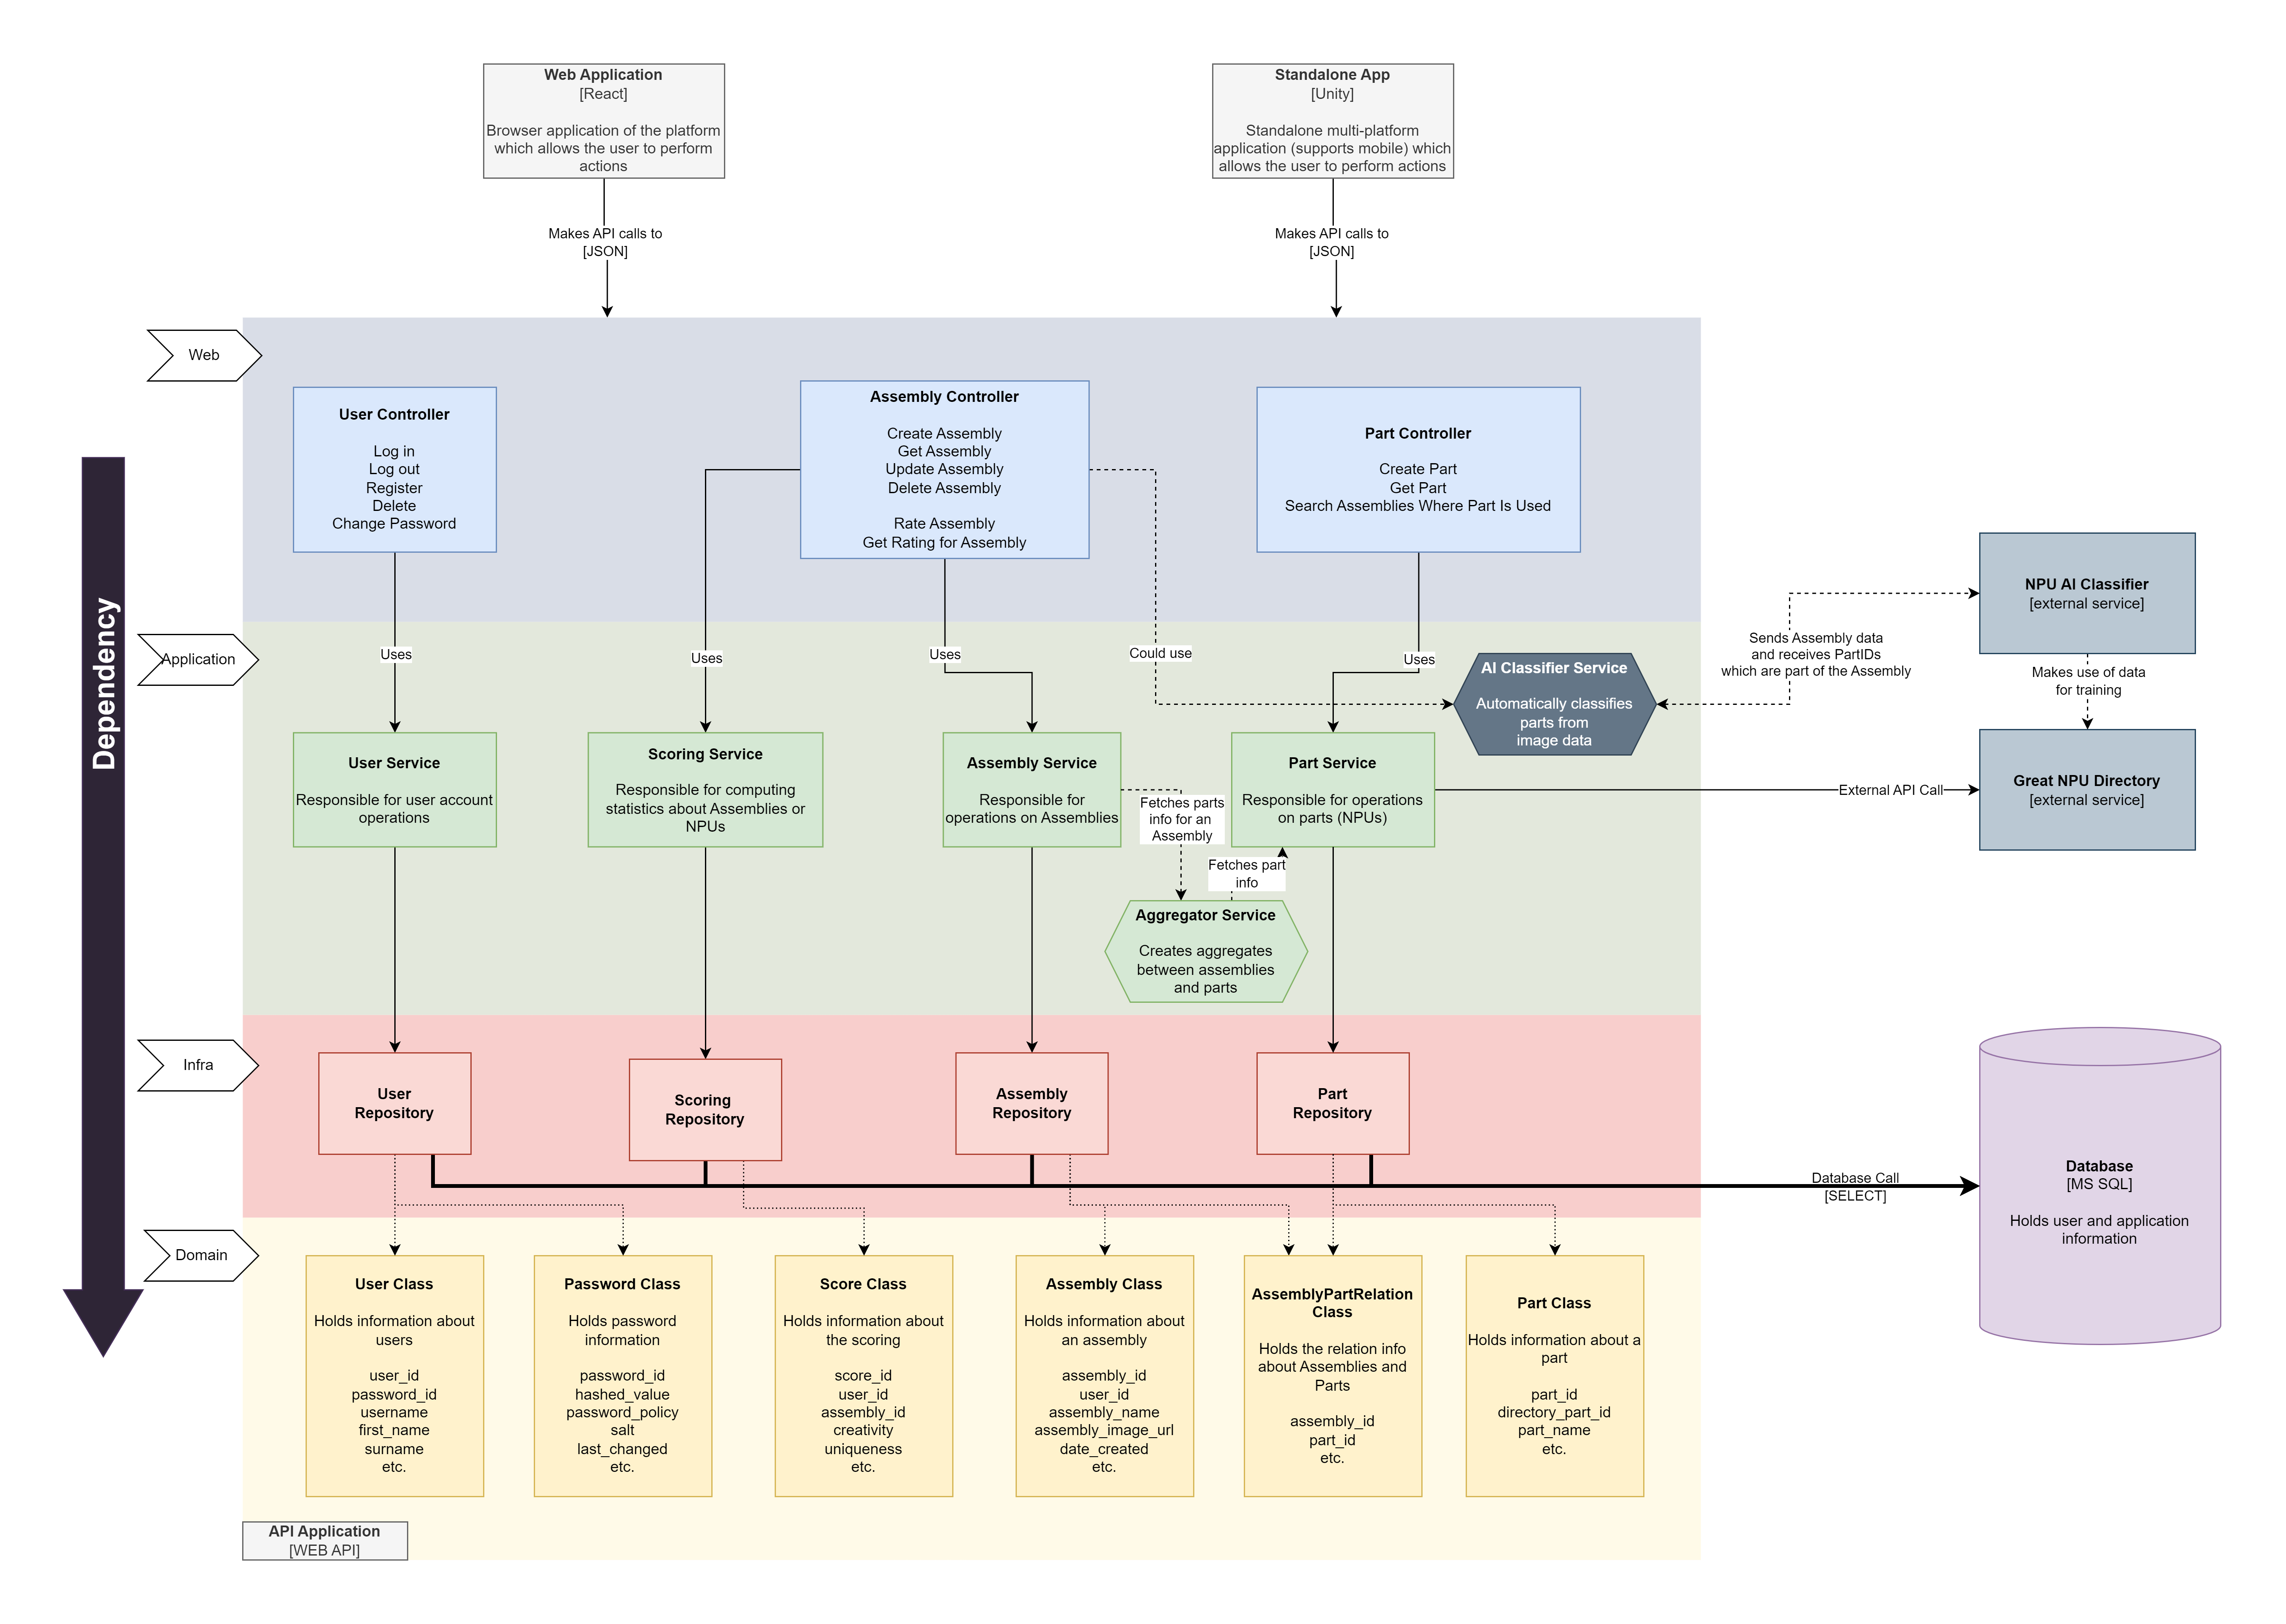 Web Application
[React]
Browser application of the platform
which allows the user to perform
actions
Standalone App
[Unity]
Standalone multi-platform
application (supports mobile) which
allows the user to perform actions
Makes API calls to
[JSON]
Makes API calls to
[JSON]
Web
User Controller
Log in
Log out
Register
Delete
Change Password
Assembly Controller
Create Assembly
Get Assembly
Update Assembly
Delete Assembly
Rate Assembly
Get Rating for Assembly
Part Controller
Create Part
Get Part
Search Assemblies Where Part Is Used
Dependency
Application
Uses
Uses
Uses
Could use
Uses
AI Classifier Service
Automatically classifies
parts from
image data
Sends Assembly data
and receives PartIDs
which are part of the Assembly
NPU AI Classifier
[external service]
Makes use of data
for training
Great NPU Directory
[external service]
User Service
Responsible for user account
operations
Scoring Service
Responsible for computing
statistics about Assemblies or
NPUs
Assembly Service
Responsible for
operations on Assemblies
Fetches parts
info for an
Assembly
Part Service
Responsible for operations
on parts (NPUs)
External API Call
Fetches part
info
Aggregator Service
Creates aggregates
between assemblies
and parts
Infra
User
Repository
Scoring
Repository
Assembly
Repository
Part
Repository
Database Call
[SELECT]
Database
[MS SQL]
Holds user and application
information
Domain
User Class
Holds information about
users
user_id
password_id
username
first_name
surname
etc.
Password Class
Holds password
information
password_id
hashed_value
password_policy
salt
last_changed
etc.
Score Class
Holds information about
the scoring
score_id
user_id
assembly_id
creativity
uniqueness
etc.
Assembly Class
Holds information about
an assembly
assembly_id
user_id
assembly_name
assembly_image_url
date_created
etc.
AssemblyPartRelation
Class
Holds the relation info
about Assemblies and
Parts
assembly_id
part_id
etc.
Part Class
Holds information about a
part
part_id
directory_part_id
part_name
etc.
API Application
[WEB API]